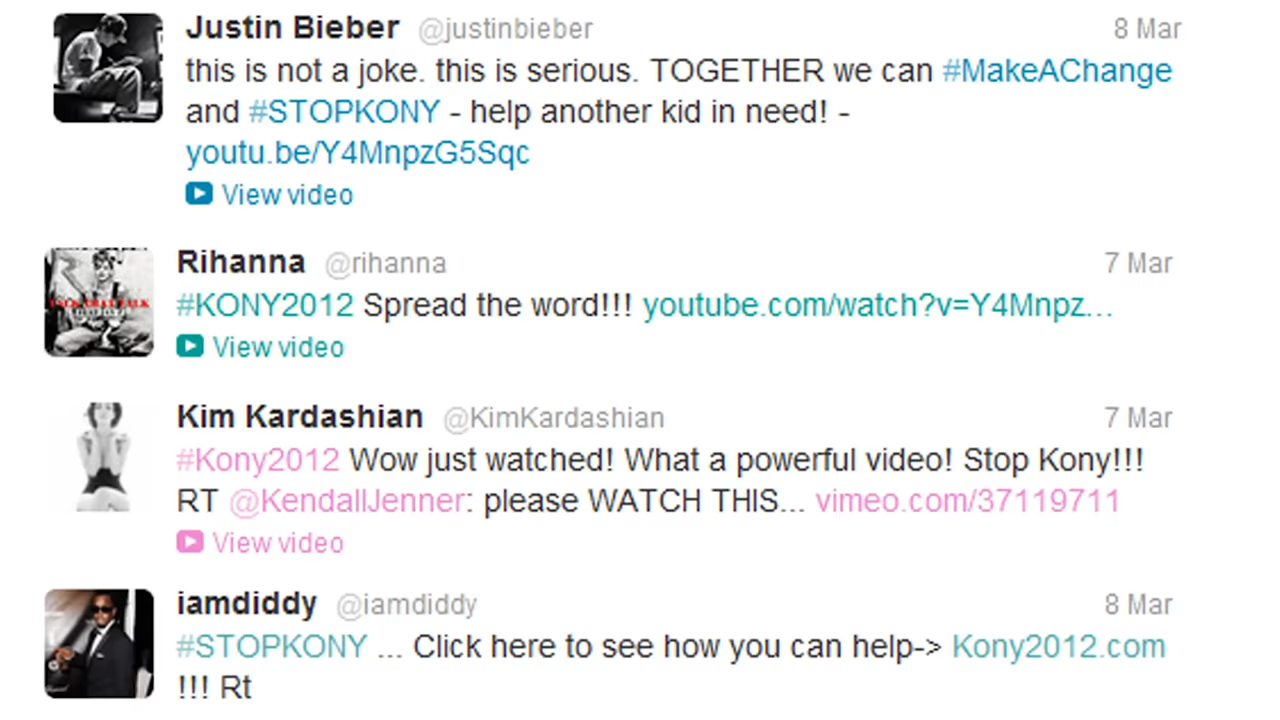 Justin Bieber @justinbieber 8 Mar
this is not a joke. this is serious. TOGETHER we can #MakeAChange
and #STOPKONY - help another kid in need! -
youtu.be/Y4MnpzG5Sqc
View video
Rihanna @rihanna 7 Mar
#KONY2012 Spread the word!!! youtube.com/watch?v=Y4Mnpz...
View video
Kim Kardashian @KimKardashian 7 Mar
#Kony2012 Wow just watched! What a powerful video! Stop Kony!!!
RT @KendallJenner: please WATCH THIS... vimeo.com/37119711
View video
iamdiddy @iamdiddy 8 Mar
#STOPKONY ... Click here to see how you can help-> Kony2012.com
!!! Rt